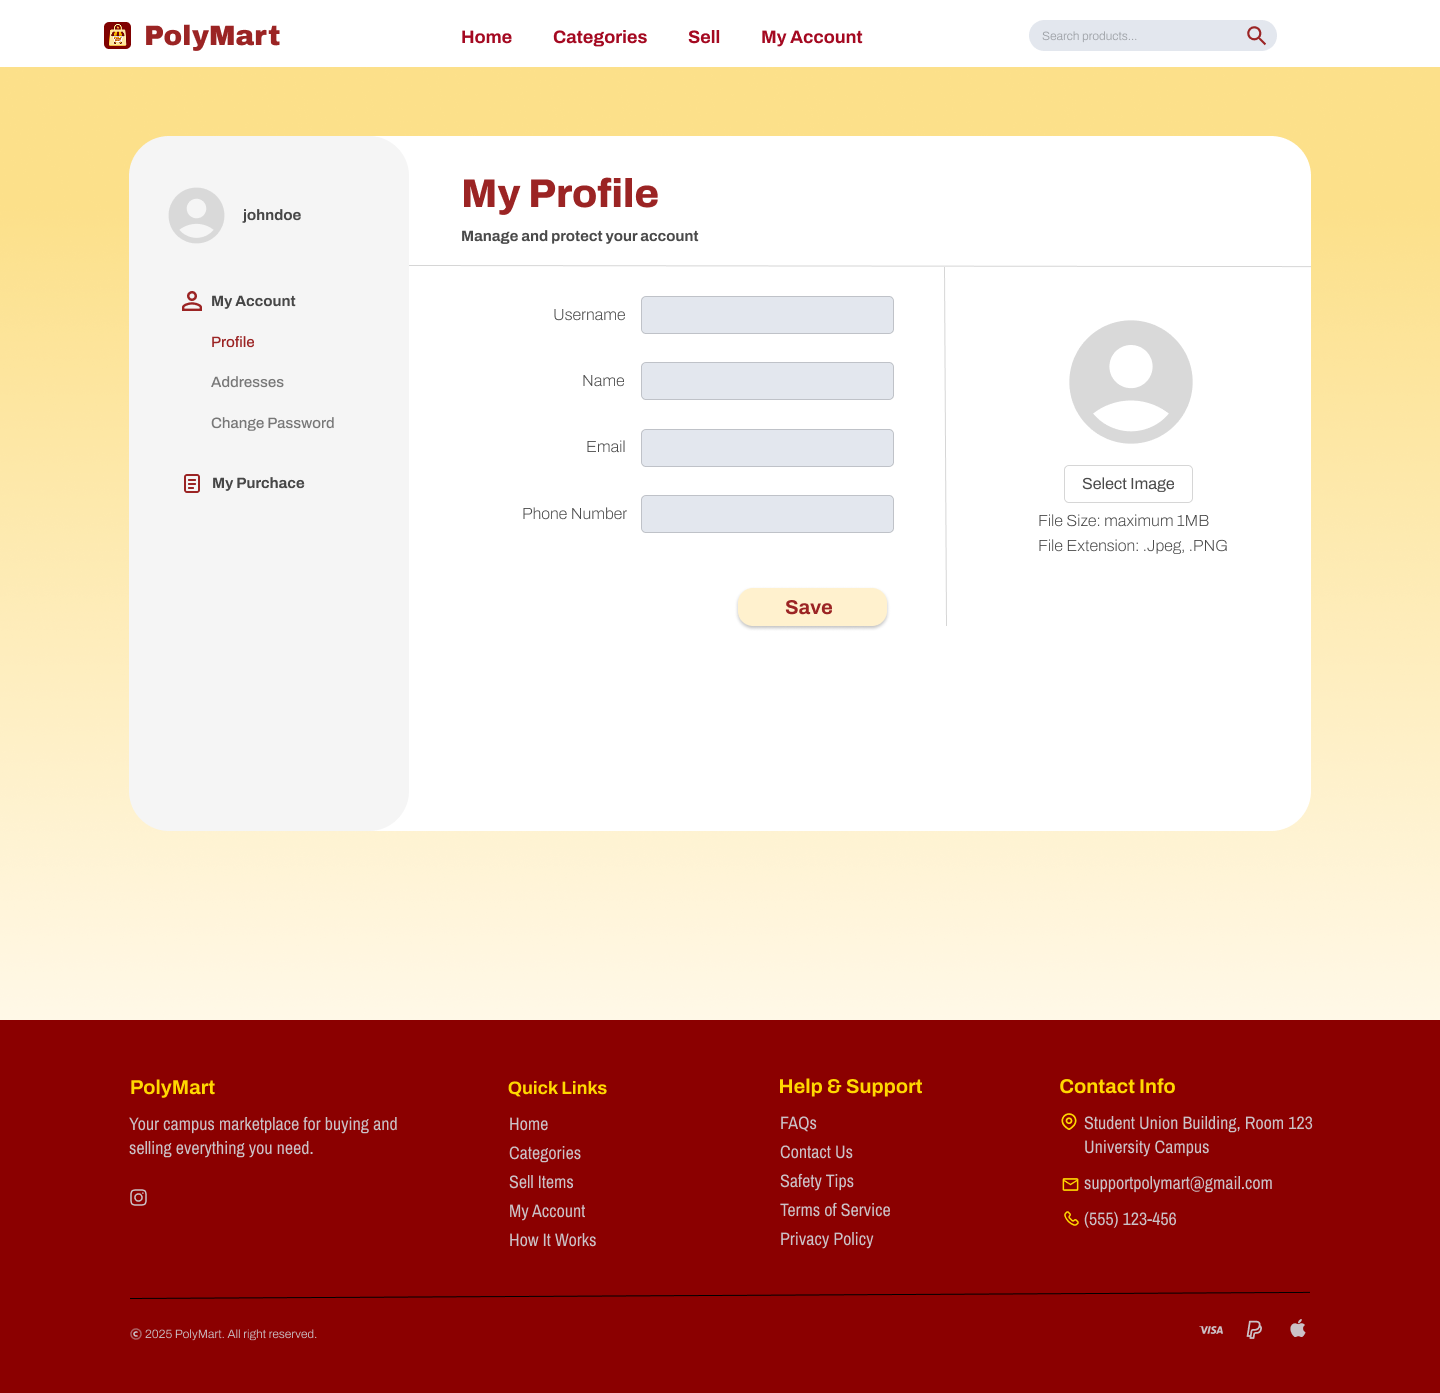 PolyMart
Home
Categories
Sell
My Account
Search products...
johndoe
My Account
Profile
Addresses
Change Password
My Purchace
My Profile
Manage and protect your account
Username
Name
Email
Phone Number
Save
Select Image
File Size: maximum 1MB
File Extension: .Jpeg, .PNG
PolyMart
Your campus marketplace for buying and
selling everything you need.
Quick Links
Home
Categories
Sell Items
My Account
How It Works
Help & Support
FAQs
Contact Us
Safety Tips
Terms of Service
Privacy Policy
Contact Info
Student Union Building, Room 123
University Campus
supportpolymart@gmail.com
(555) 123-456
© 2025 PolyMart. All right reserved.
VISA